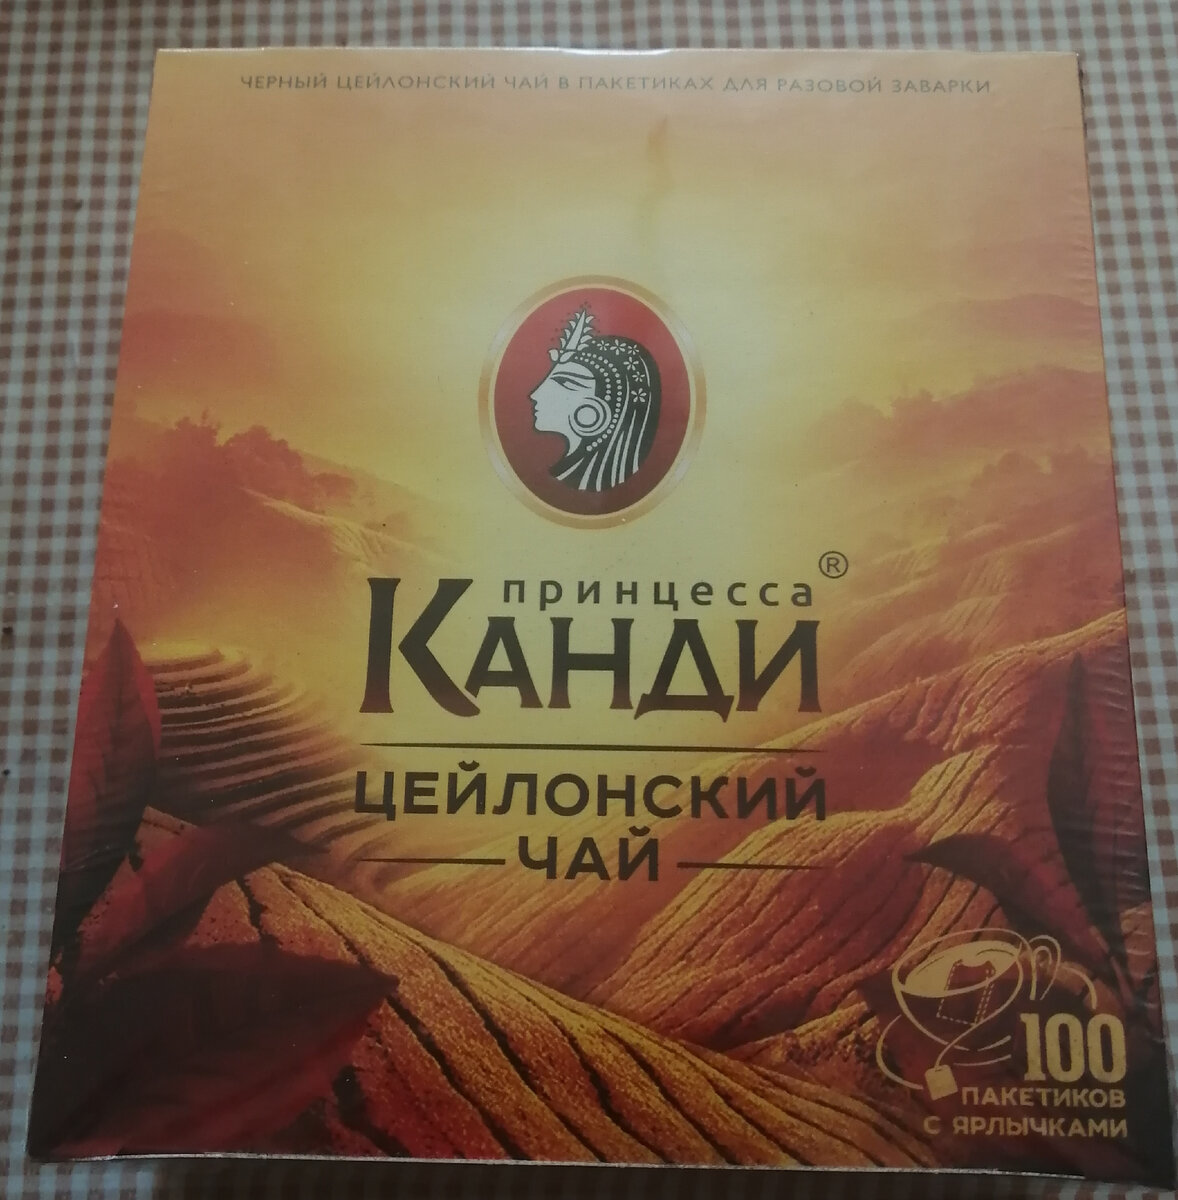 ЧЕРНЫЙ ЦЕЙЛОНСКИЙ ЧАЙ В ПАКЕТИКАХ ДЛЯ РАЗОВОЙ ЗАВАРКИ
принцесса®
КАНДИ
ЦЕЙЛОНСКИЙ
ЧАЙ
100
ПАКЕТИКОВ
С ЯРЛЫЧКАМИ